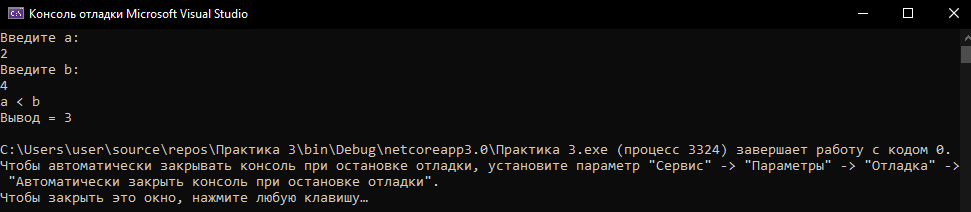 Консоль отладки Microsoft Visual Studio
Введите a:
2
Введите b:
4
a < b
Вывод = 3
C:\Users\user\source\repos\Практика 3\bin\Debug\netcoreapp3.0\Практика 3.exe (процесс 3324) завершает работу с кодом 0.
Чтобы автоматически закрывать консоль при остановке отладки, установите параметр "Сервис" -> "Параметры" -> "Отладка" ->
"Автоматически закрыть консоль при остановке отладки".
Чтобы закрыть это окно, нажмите любую клавишу…